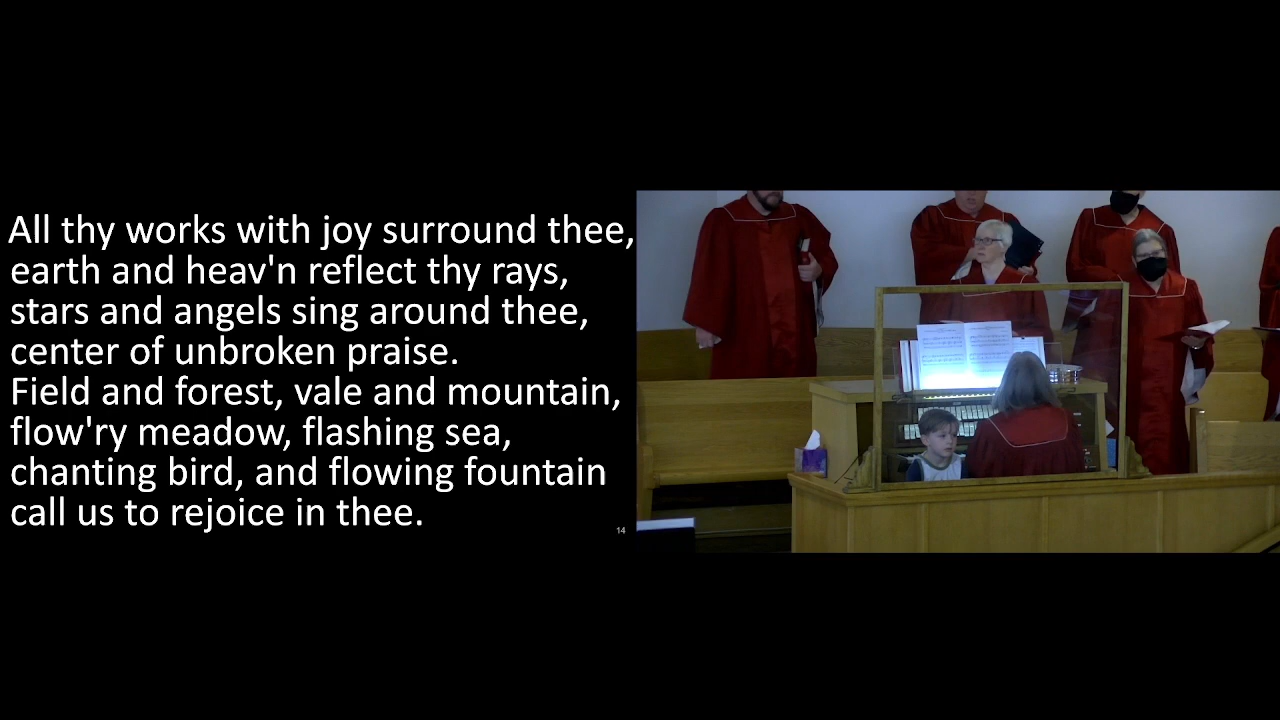 All thy works with joy surround thee,
earth and heav'n reflect thy rays,
stars and angels sing around thee,
center of unbroken praise.
Field and forest, vale and mountain,
flow'ry meadow, flashing sea,
chanting bird, and flowing fountain
call us to rejoice in thee.
14